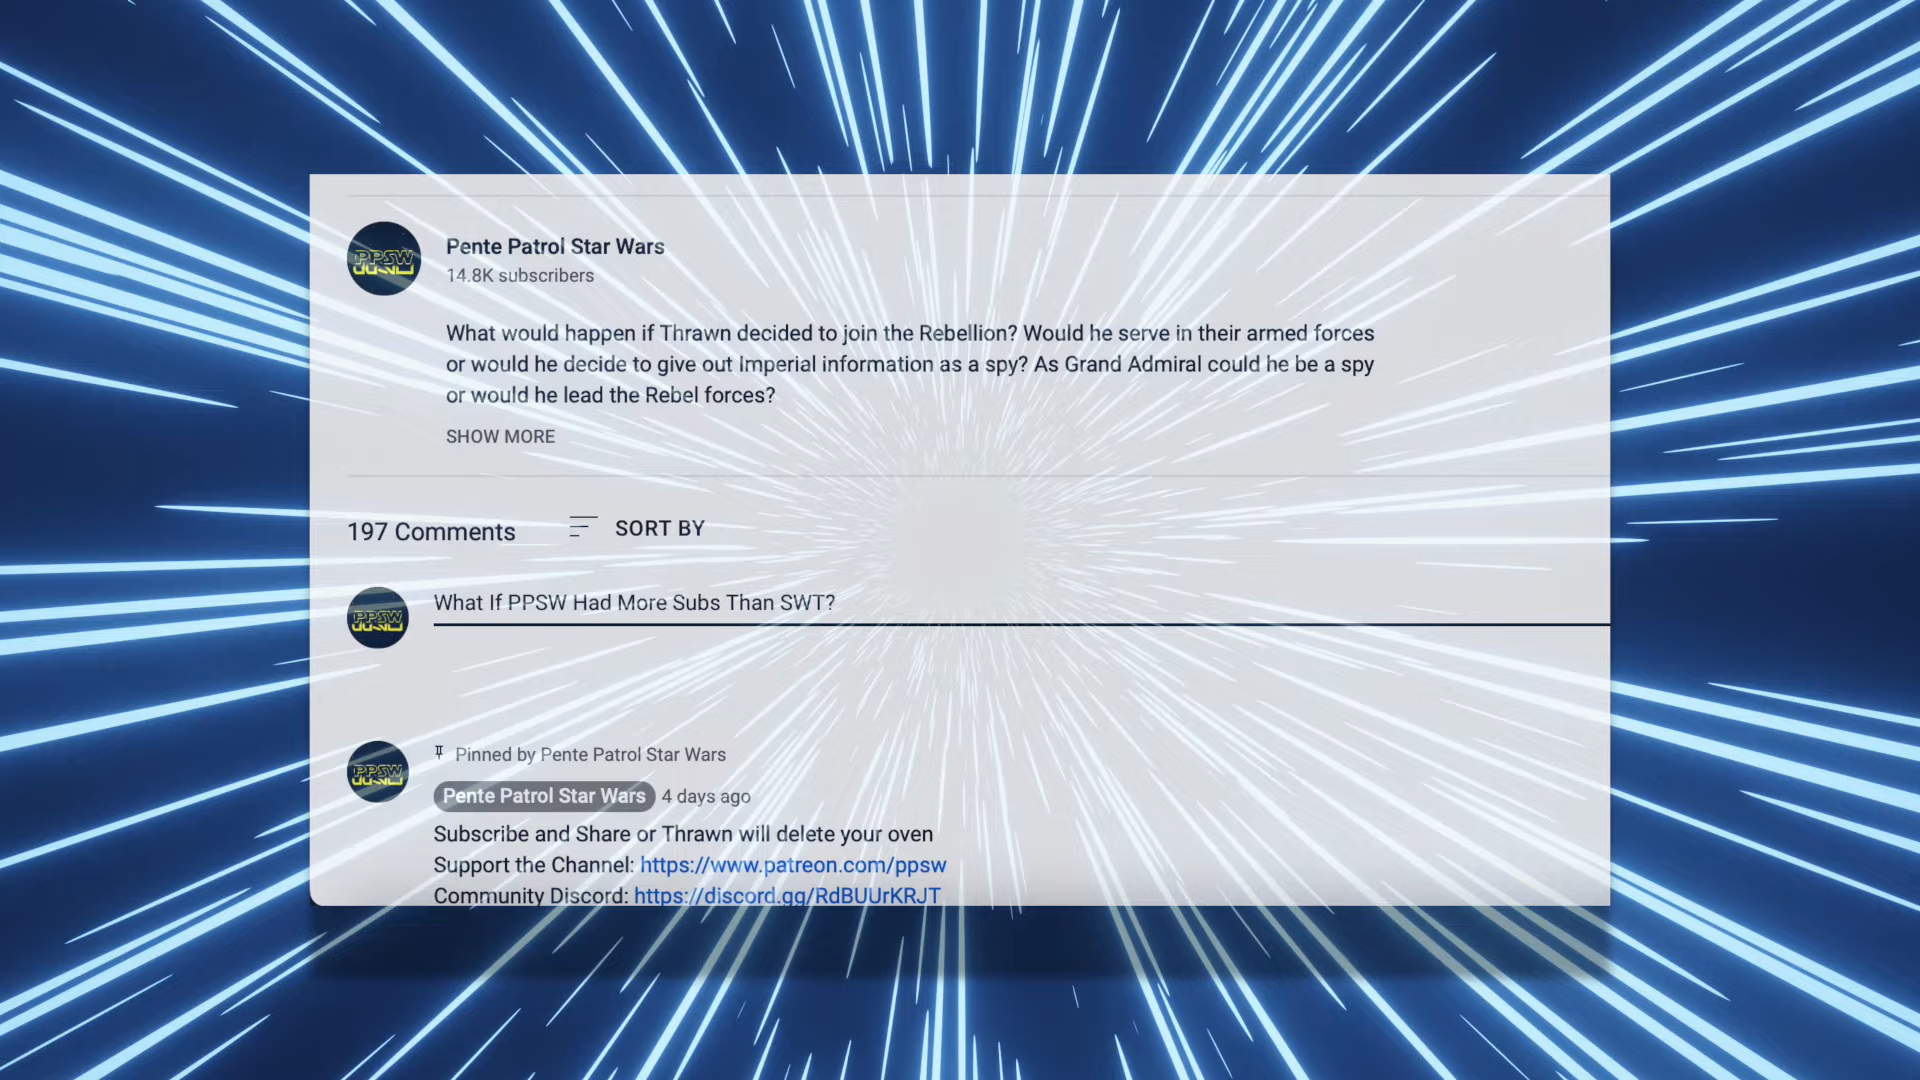 PPSW
Pente Patrol Star Wars
14.8K subscribers
What would happen if Thrawn decided to join the Rebellion? Would he serve in their armed forces
or would he decide to give out Imperial information as a spy? As Grand Admiral could he be a spy
or would he lead the Rebel forces?
SHOW MORE
197 Comments SORT BY
PPSW
What If PPSW Had More Subs Than SWT?
PPSW
Pinned by Pente Patrol Star Wars
Pente Patrol Star Wars 4 days ago
Subscribe and Share or Thrawn will delete your oven
Support the Channel: https://www.patreon.com/ppsw
Community Discord: https://discord.gg/RdBUUrKRJT